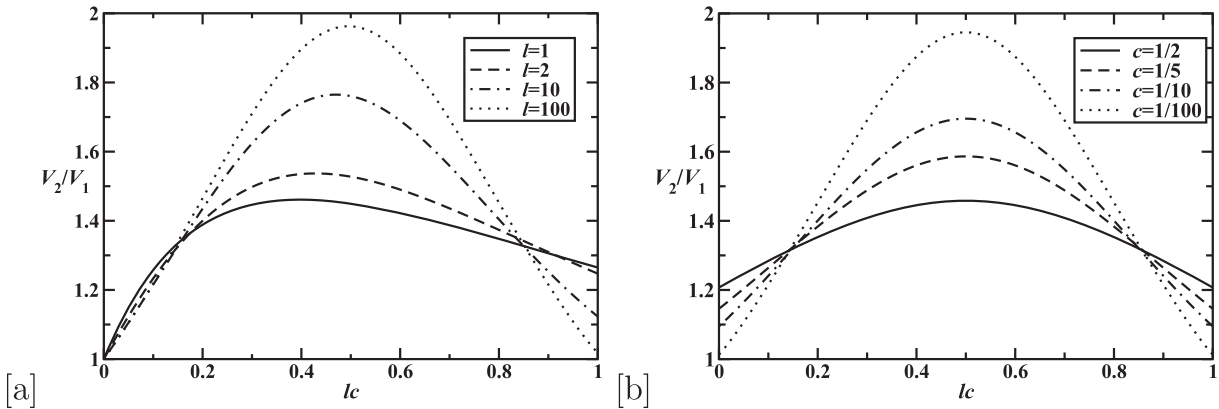 2
1.8
1.6
1.4
1.2
1
V2/V1
l=1
l=2
l=10
l=100
0 0.2 0.4 0.6 0.8 1
lc
[a]
2
1.8
1.6
1.4
1.2
1
V2/V1
c=1/2
c=1/5
c=1/10
c=1/100
0 0.2 0.4 0.6 0.8 1
lc
[b]